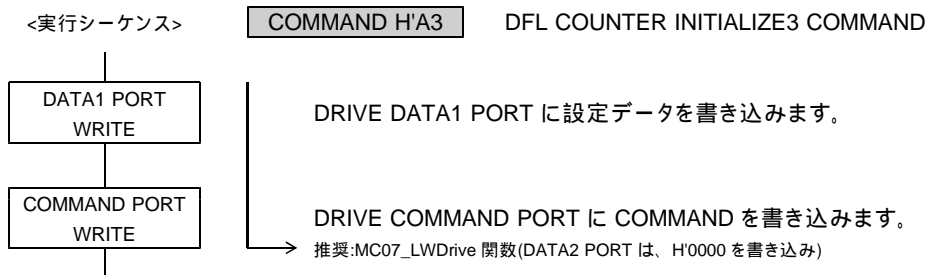 <実行シーケンス> COMMAND H'A3 DFL COUNTER INITIALIZE3 COMMAND
DATA1 PORT
WRITE
DRIVE DATA1 PORT に設定データを書き込みます。
COMMAND PORT
WRITE
DRIVE COMMAND PORT に COMMAND を書き込みます。
推奨:MC07_LWDrive 関数(DATA2 PORT は、H'0000 を書き込み)